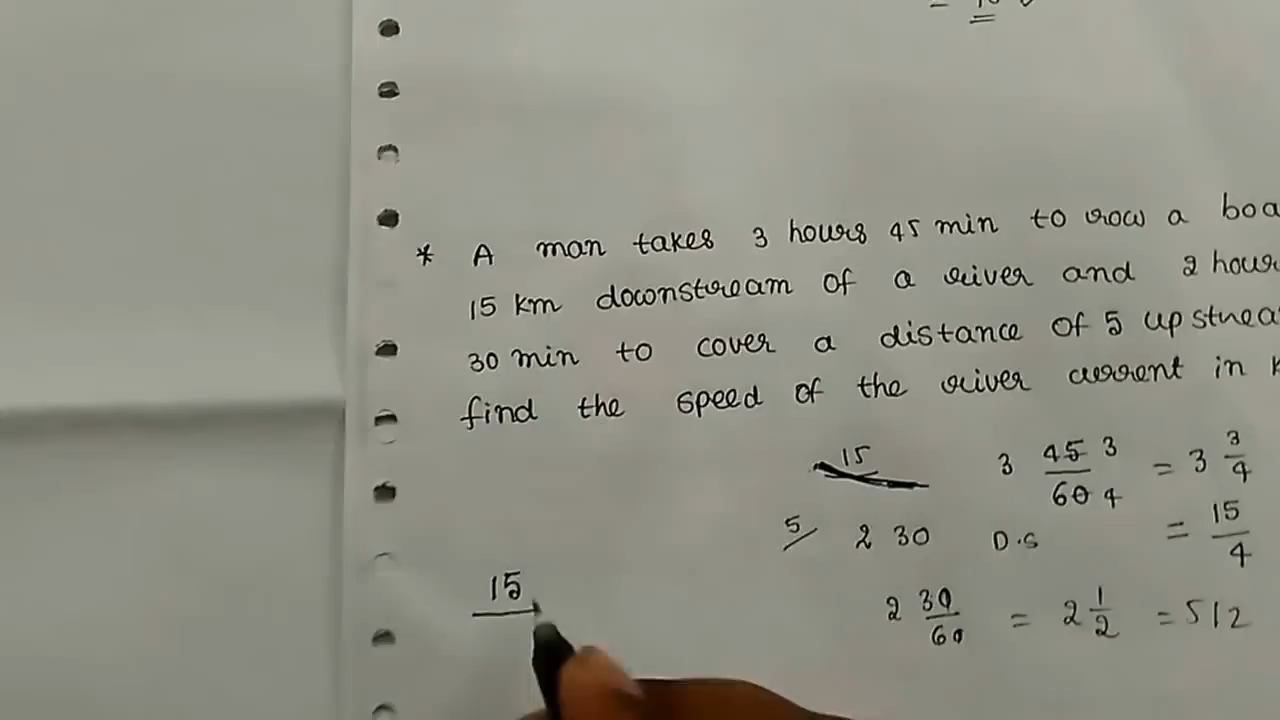 * A man takes 3 hours 45 min to row a boa
15 km downstream of a river and 2 hour
30 min to cover a distance of 5 upstrea
find the speed of the river current in k
15
3 45/60 3 4 = 3 3/4
5/ 2 30 D.S = 15/4
2 30/60 = 2 1/2 = 512
15